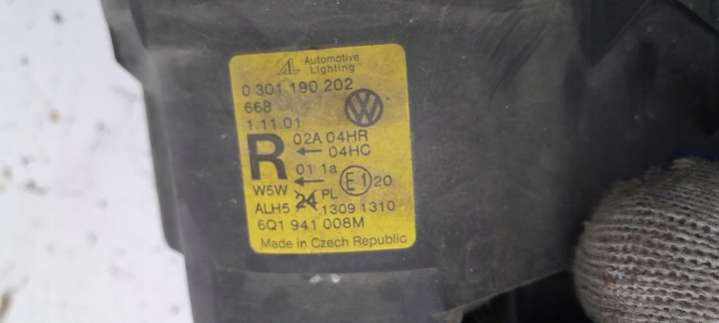 Automotive
Lighting
0 301 190 202
668
1.11.01
R
02A 04HR
← 04HC
01 1a
W5W ←
E1 20
ALH5 24 PL
1309 1310
6Q1 941 008M
Made in Czech Republic